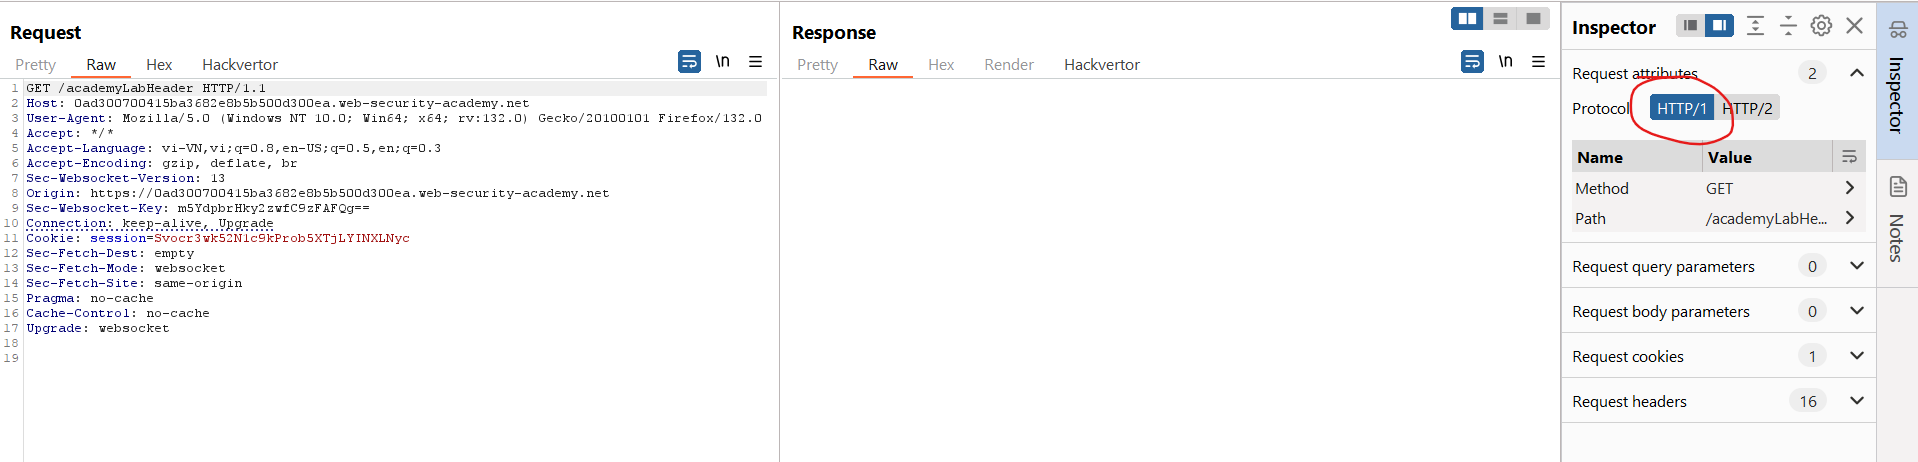 Request
Pretty Raw Hex Hackvertor \n
1 GET /academyLabHeader HTTP/1.1
2 Host: 0ad300700415ba3682e8b5b500d300ea.web-security-academy.net
3 User-Agent: Mozilla/5.0 (Windows NT 10.0; Win64; x64; rv:132.0) Gecko/20100101 Firefox/132.0
4 Accept: */*
5 Accept-Language: vi-VN,vi;q=0.8,en-US;q=0.5,en;q=0.3
6 Accept-Encoding: gzip, deflate, br
7 Sec-Websocket-Version: 13
8 Origin: https://0ad300700415ba3682e8b5b500d300ea.web-security-academy.net
9 Sec-Websocket-Key: m5YdpbrHky2zwfC9zFAFQg==
10 Connection: keep-alive, Upgrade
11 Cookie: session=Svocr3wk52N1c9kProb5XTjLYINXLNyc
12 Sec-Fetch-Dest: empty
13 Sec-Fetch-Mode: websocket
14 Sec-Fetch-Site: same-origin
15 Pragma: no-cache
16 Cache-Control: no-cache
17 Upgrade: websocket
18
19
Response
Pretty Raw Hex Render Hackvertor \n
Inspector
Request attributes 2
Protocol HTTP/1 HTTP/2
Name Value
Method GET
Path /academyLabHe...
Request query parameters 0
Request body parameters 0
Request cookies 1
Request headers 16
Inspector
Notes